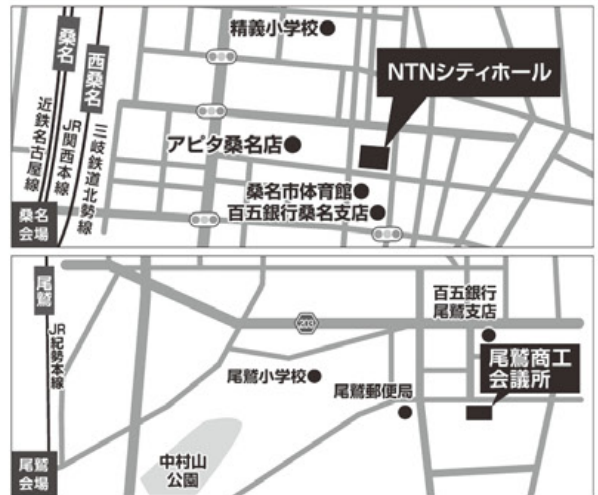 精義小学校
桑名
西桑名
NTNシティホール
近鉄名古屋線
JR関西本線
三岐鉄道北勢線
アピタ桑名店
桑名市体育館
百五銀行桑名支店
桑名
会場
尾鷲
JR紀勢本線
百五銀行
尾鷲支店
尾鷲商工
会議所
尾鷲小学校
尾鷲郵便局
中村山
公園
尾鷲
会場